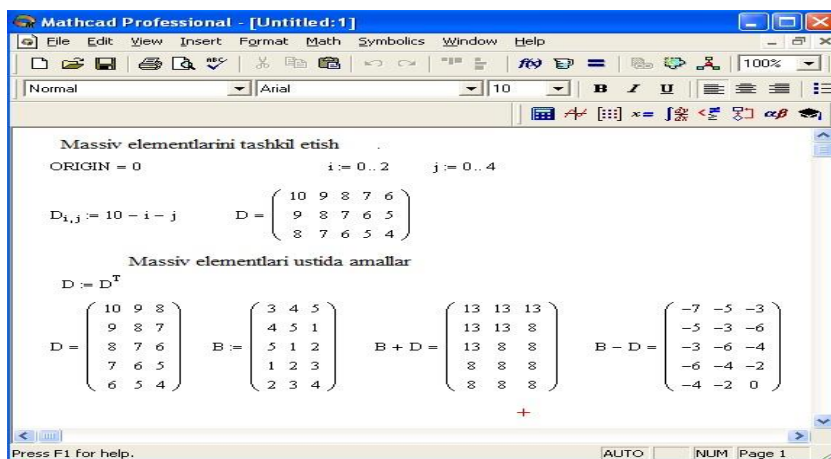 Mathcad Professional - [Untitled:1]
File Edit View Insert Format Math Symbolics Window Help
100%
Normal Arial 10 B I U
Massiv elementlarini tashkil etish
ORIGIN = 0 i := 0.. 2 j := 0.. 4
D i,j := 10 − i − j D = ( 10 9 8 7 6
9 8 7 6 5
8 7 6 5 4 )
Massiv elementlari ustida amallar
D := D^T
10 9 8 3 4 5 13 13 13 −7 −5 −3
9 8 7 4 5 1 13 13 8 −5 −3 −6
D = 8 7 6 B := 5 1 2 B + D = 13 8 8 B − D = −3 −6 −4
7 6 5 1 2 3 8 8 8 −6 −4 −2
6 5 4 2 3 4 8 8 8 −4 −2 0
Press F1 for help. AUTO NUM Page 1